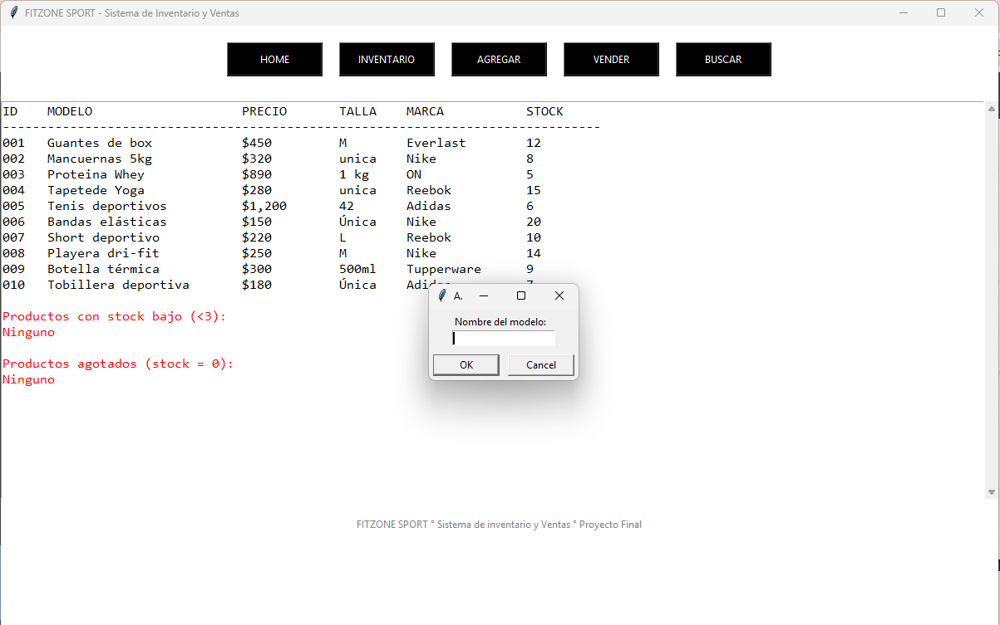 FITZONE SPORT - Sistema de Inventario y Ventas
HOME INVENTARIO AGREGAR VENDER BUSCAR
ID MODELO PRECIO TALLA MARCA STOCK
--------------------------------------------------------------------------------
001 Guantes de box $450 M Everlast 12
002 Mancuernas 5kg $320 unica Nike 8
003 Proteina Whey $890 1 kg ON 5
004 Tapetede Yoga $280 unica Reebok 15
005 Tenis deportivos $1,200 42 Adidas 6
006 Bandas elásticas $150 Única Nike 20
007 Short deportivo $220 L Reebok 10
008 Playera dri-fit $250 M Nike 14
009 Botella térmica $300 500ml Tupperware 9
010 Tobillera deportiva $180 Única
Productos con stock bajo (<3):
Ninguno
Productos agotados (stock = 0):
Ninguno
A.
Nombre del modelo:
OK Cancel
FITZONE SPORT ° Sistema de inventario y Ventas ° Proyecto Final